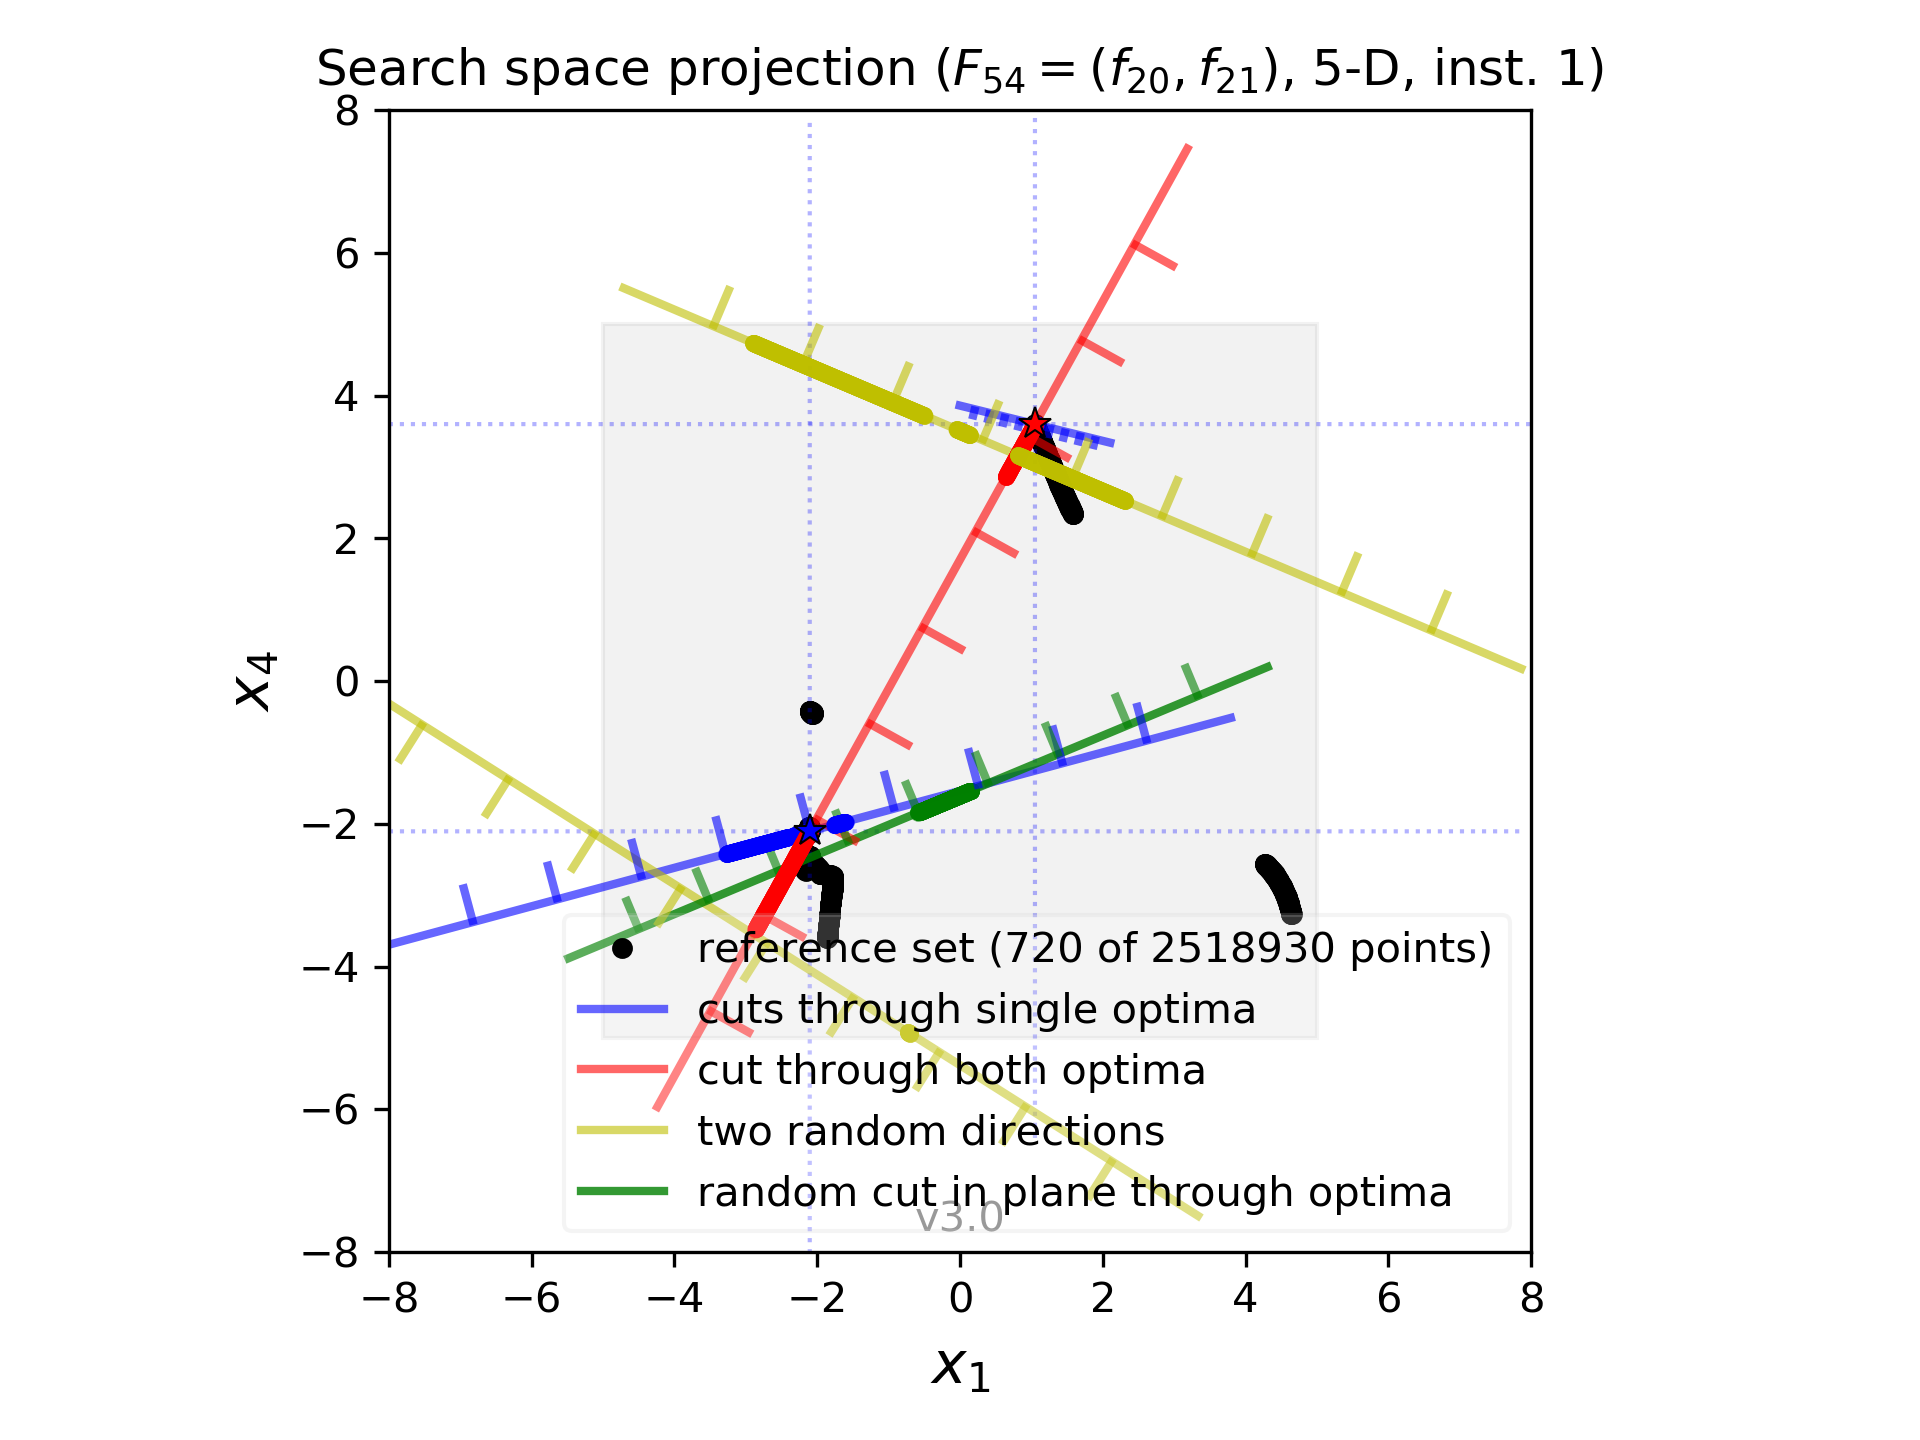 Search space projection (F54 = (f20, f21), 5-D, inst. 1)
8
6
4
2
0
−2
−4
−6
−8
x4
reference set (720 of 2518930 points)
cuts through single optima
cut through both optima
two random directions
random cut in plane through optima
v3.0
−8 −6 −4 −2 0 2 4 6 8
x1